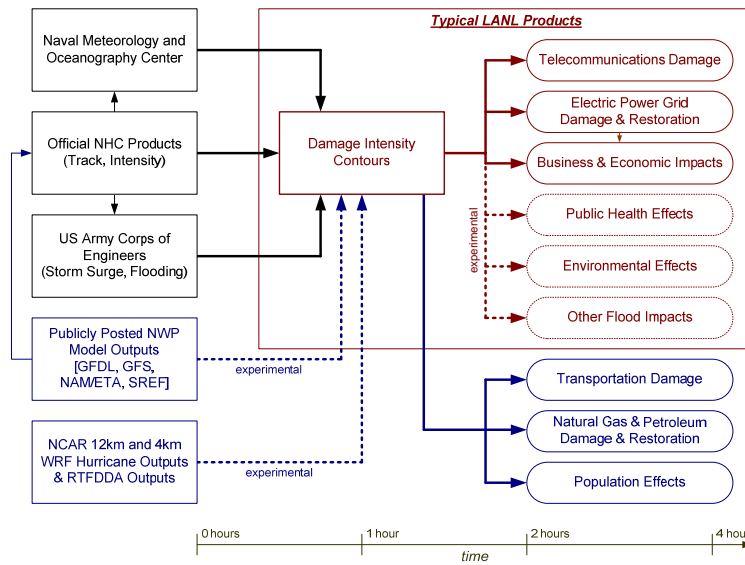 Typical LANL Products
Naval Meteorology and
Oceanography Center
Official NHC Products
(Track, Intensity)
US Army Corps of
Engineers
(Storm Surge, Flooding)
Publicly Posted NWP
Model Outputs
[GFDL, GFS,
NAM/ETA, SREF]
NCAR 12km and 4km
WRF Hurricane Outputs
& RTFDDA Outputs
experimental
experimental
Damage Intensity
Contours
experimental
Telecommunications Damage
Electric Power Grid
Damage & Restoration
Business & Economic Impacts
Public Health Effects
Environmental Effects
Other Flood Impacts
Transportation Damage
Natural Gas & Petroleum
Damage & Restoration
Population Effects
0 hours
1 hour
2 hours
4 hours
time